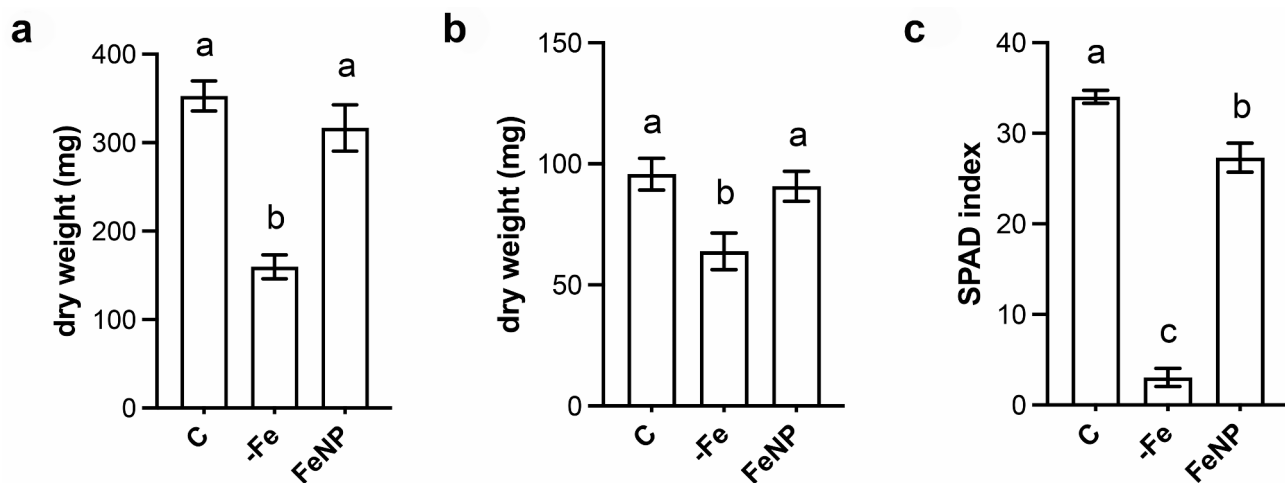 a
dry weight (mg)
400
300
200
100
0
a
b
a
C
-Fe
FeNP
b
dry weight (mg)
150
100
50
0
a
b
a
C
-Fe
FeNP
c
SPAD index
40
30
20
10
0
a
c
b
C
-Fe
FeNP